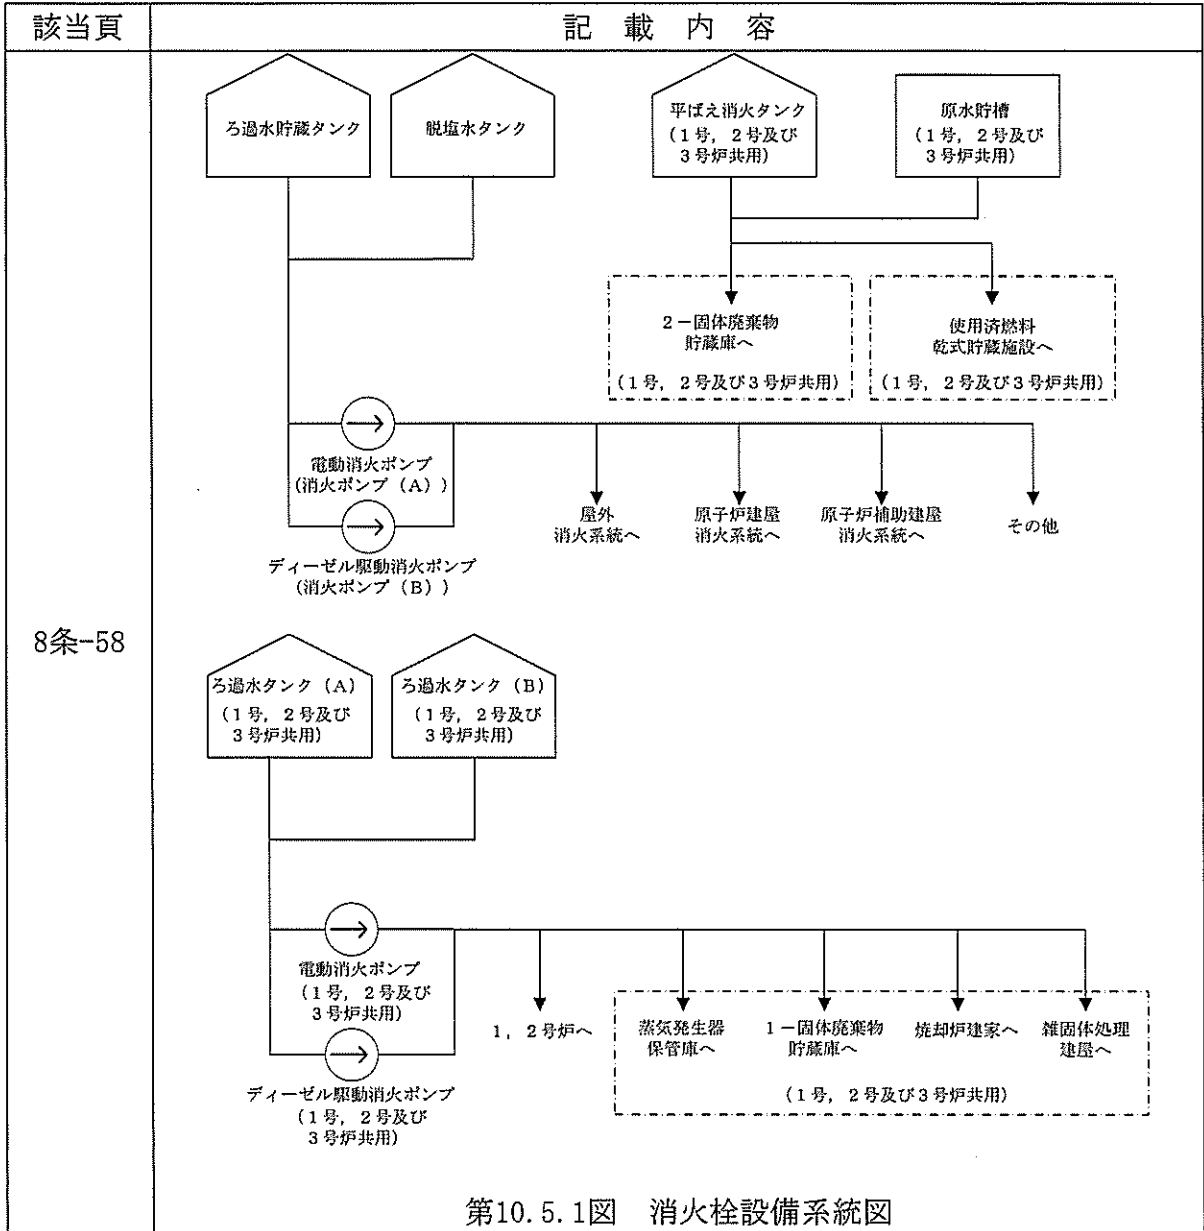 該当頁
記載内容
ろ過水貯蔵タンク
脱塩水タンク
平ばえ消火タンク
(1号,2号及び
3号炉共用)
原水貯槽
(1号,2号及び
3号炉共用)
2-固体廃棄物
貯蔵庫へ
(1号,2号及び3号炉共用)
使用済燃料
乾式貯蔵施設へ
(1号,2号及び3号炉共用)
電動消火ポンプ
(消火ポンプ(A))
ディーゼル駆動消火ポンプ
(消火ポンプ(B))
屋外
消火系統へ
原子炉建屋
消火系統へ
原子炉補助建屋
消火系統へ
その他
8条-58
ろ過水タンク(A)
(1号,2号及び
3号炉共用)
ろ過水タンク(B)
(1号,2号及び
3号炉共用)
電動消火ポンプ
(1号,2号及び
3号炉共用)
ディーゼル駆動消火ポンプ
(1号,2号及び
3号炉共用)
1,2号炉へ
蒸気発生器
保管庫へ
1-固体廃棄物
貯蔵庫へ
焼却炉建家へ
雑固体処理
建屋へ
(1号,2号及び3号炉共用)
第10.5.1図 消火栓設備系統図